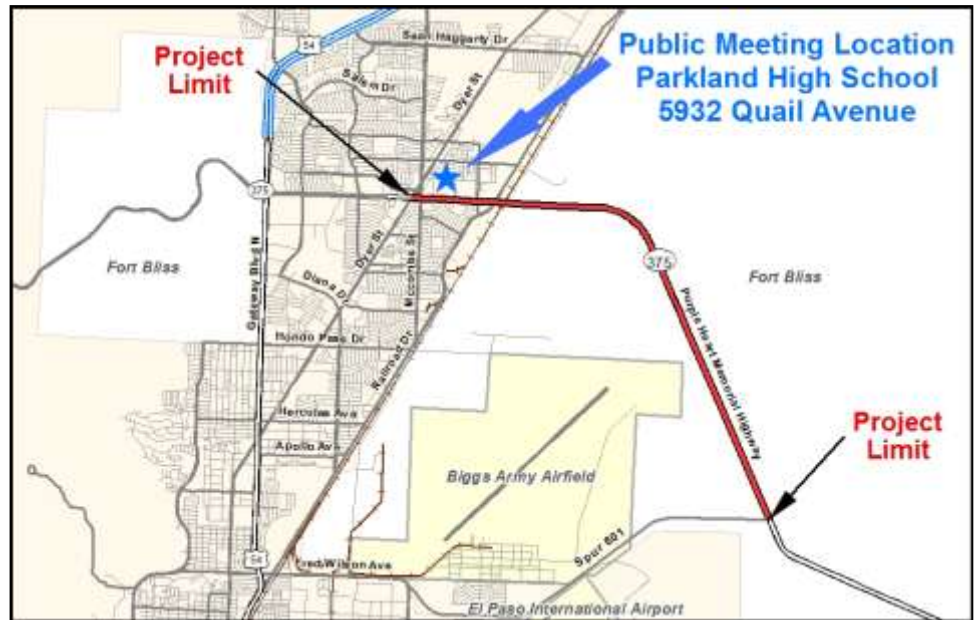 54
Sean Haggarty Dr
Project
Limit
Public Meeting Location
Parkland High School
5932 Quail Avenue
Salem Dr
Dyer St
375
Fort Bliss
Gateway Blvd N
Dyer St
Diana Dr
Mccombs St
375
Fort Bliss
Purple Heart Memorial Highway
Hondo Pass Dr
Railroad Dr
Hercules Ave
Apollo Ave
Project
Limit
Biggs Army Airfield
Spur 601
54
Fred Wilson Ave
El Paso International Airport